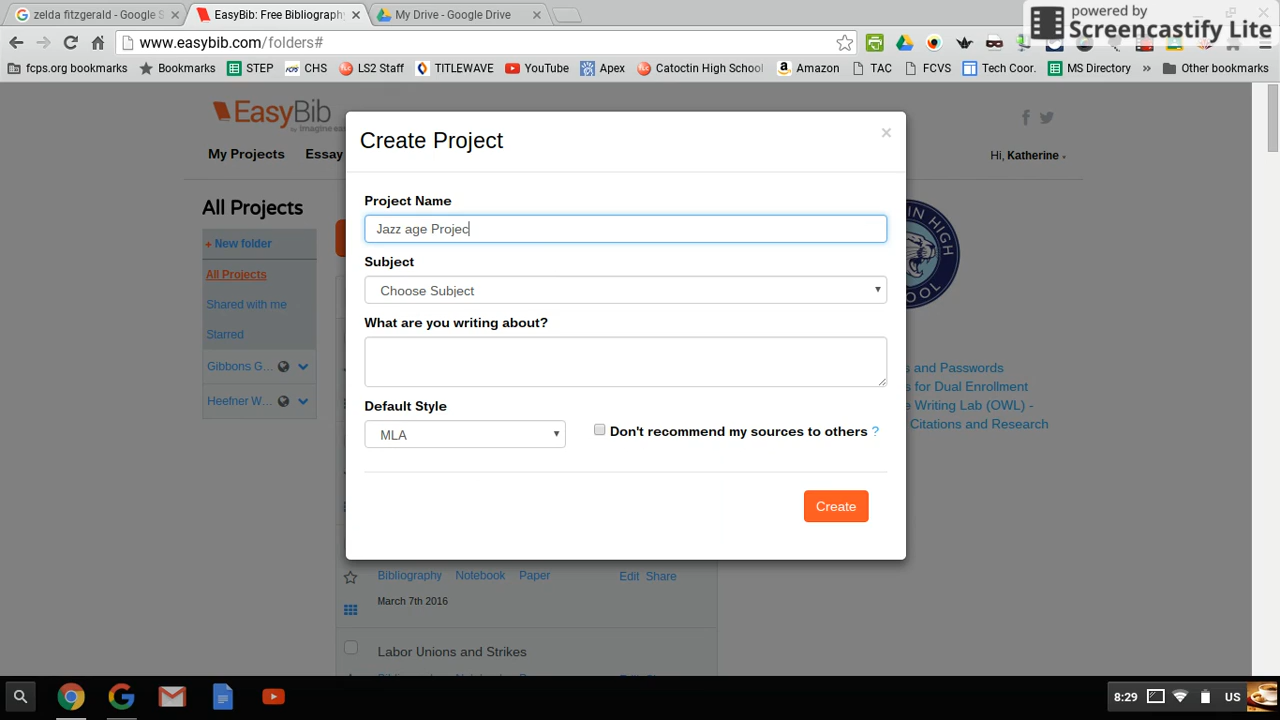 zelda fitzgerald - Google S
EasyBib: Free Bibliography
My Drive - Google Drive
powered by
Screencastify Lite
www.easybib.com/folders#
fcps.org bookmarks
Bookmarks
STEP
CHS
LS2 Staff
TITLEWAVE
YouTube
Apex
Catoctin High School
Amazon
TAC
FCVS
Tech Coor.
MS Directory
»
Other bookmarks
EasyBib
My Projects
Essay
Hi, Katherine
All Projects
+ New folder
All Projects
Shared with me
Starred
Gibbons G...
Heefner W...
Create Project
×
Project Name
Jazz age Projec
Subject
Choose Subject
What are you writing about?
Default Style
MLA
Don't recommend my sources to others ?
Create
s and Passwords
s for Dual Enrollment
e Writing Lab (OWL) -
Citations and Research
Bibliography Notebook Paper Edit Share
March 7th 2016
Labor Unions and Strikes
8:29
US